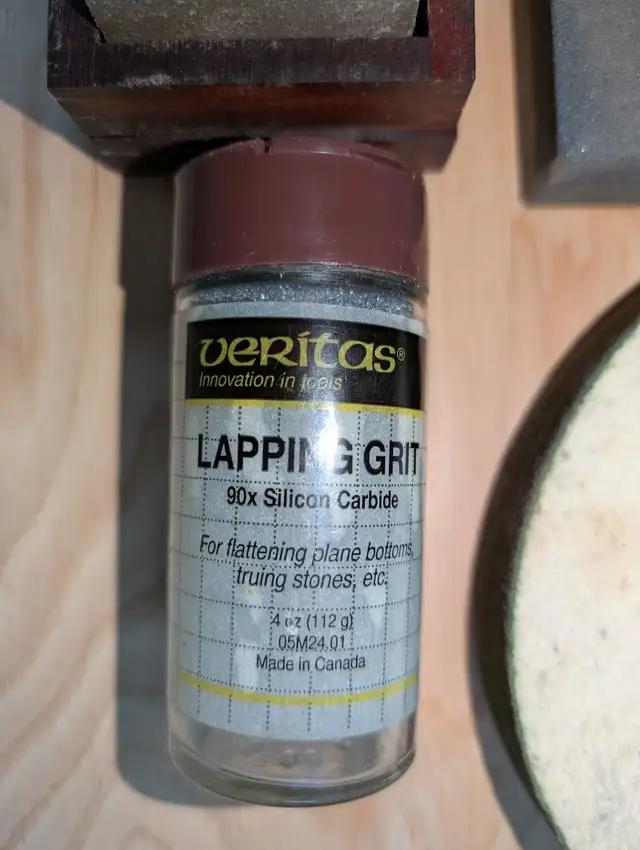 veritas®
Innovation in tools
LAPPING GRIT
90x Silicon Carbide
For flattening plane bottoms,
truing stones, etc.
4 oz (112 g)
05M24.01
Made in Canada